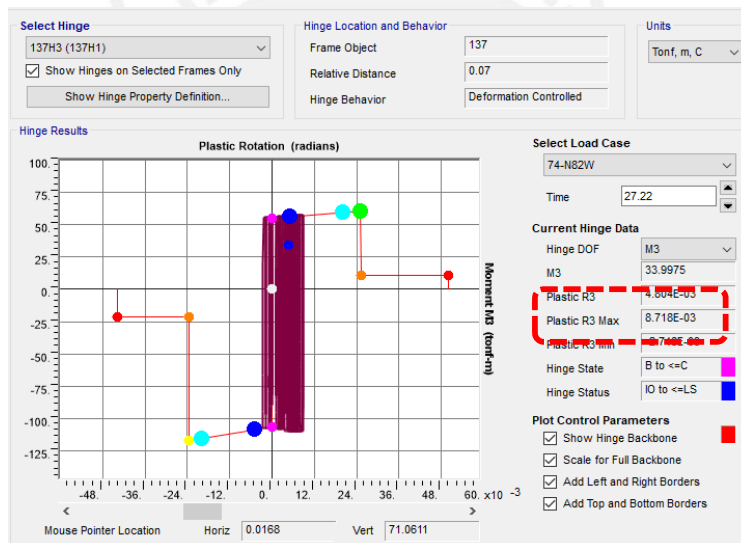 Select Hinge
137H3 (137H1)
Show Hinges on Selected Frames Only
Show Hinge Property Definition...
Hinge Location and Behavior
Frame Object 137
Relative Distance 0.07
Hinge Behavior Deformation Controlled
Units
Tonf, m, C
Hinge Results
Plastic Rotation (radians)
100.
75.
50.
25.
0.
-25.
-50.
-75.
-100.
-125.
-48. -36. -24. -12. 0. 12. 24. 36. 48. 60. x10 -3
Moment M3 (tonf-m)
Mouse Pointer Location Horiz 0.0168 Vert 71.0611
Select Load Case
74-N82W
Time 27.22
Current Hinge Data
Hinge DOF M3
M3 33.9975
Plastic R3 4.804E-03
Plastic R3 Max 8.718E-03
Plastic R3 Min
Hinge State B to <=C
Hinge Status IO to <=LS
Plot Control Parameters
Show Hinge Backbone
Scale for Full Backbone
Add Left and Right Borders
Add Top and Bottom Borders